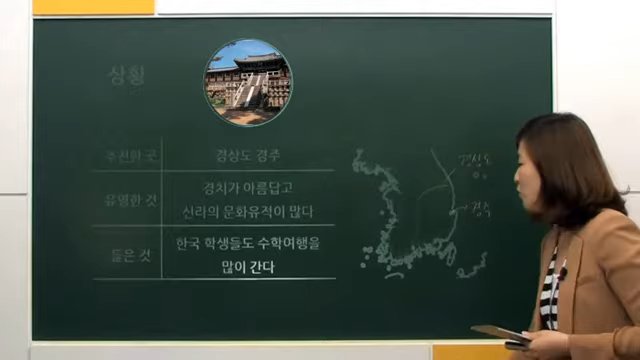 상황
추천한 곳
경상도 경주
유명한 것
경치가 아름답고
신라의 문화유적이 많다
들은 것
한국 학생들도 수학여행을
많이 간다
경상도
경주